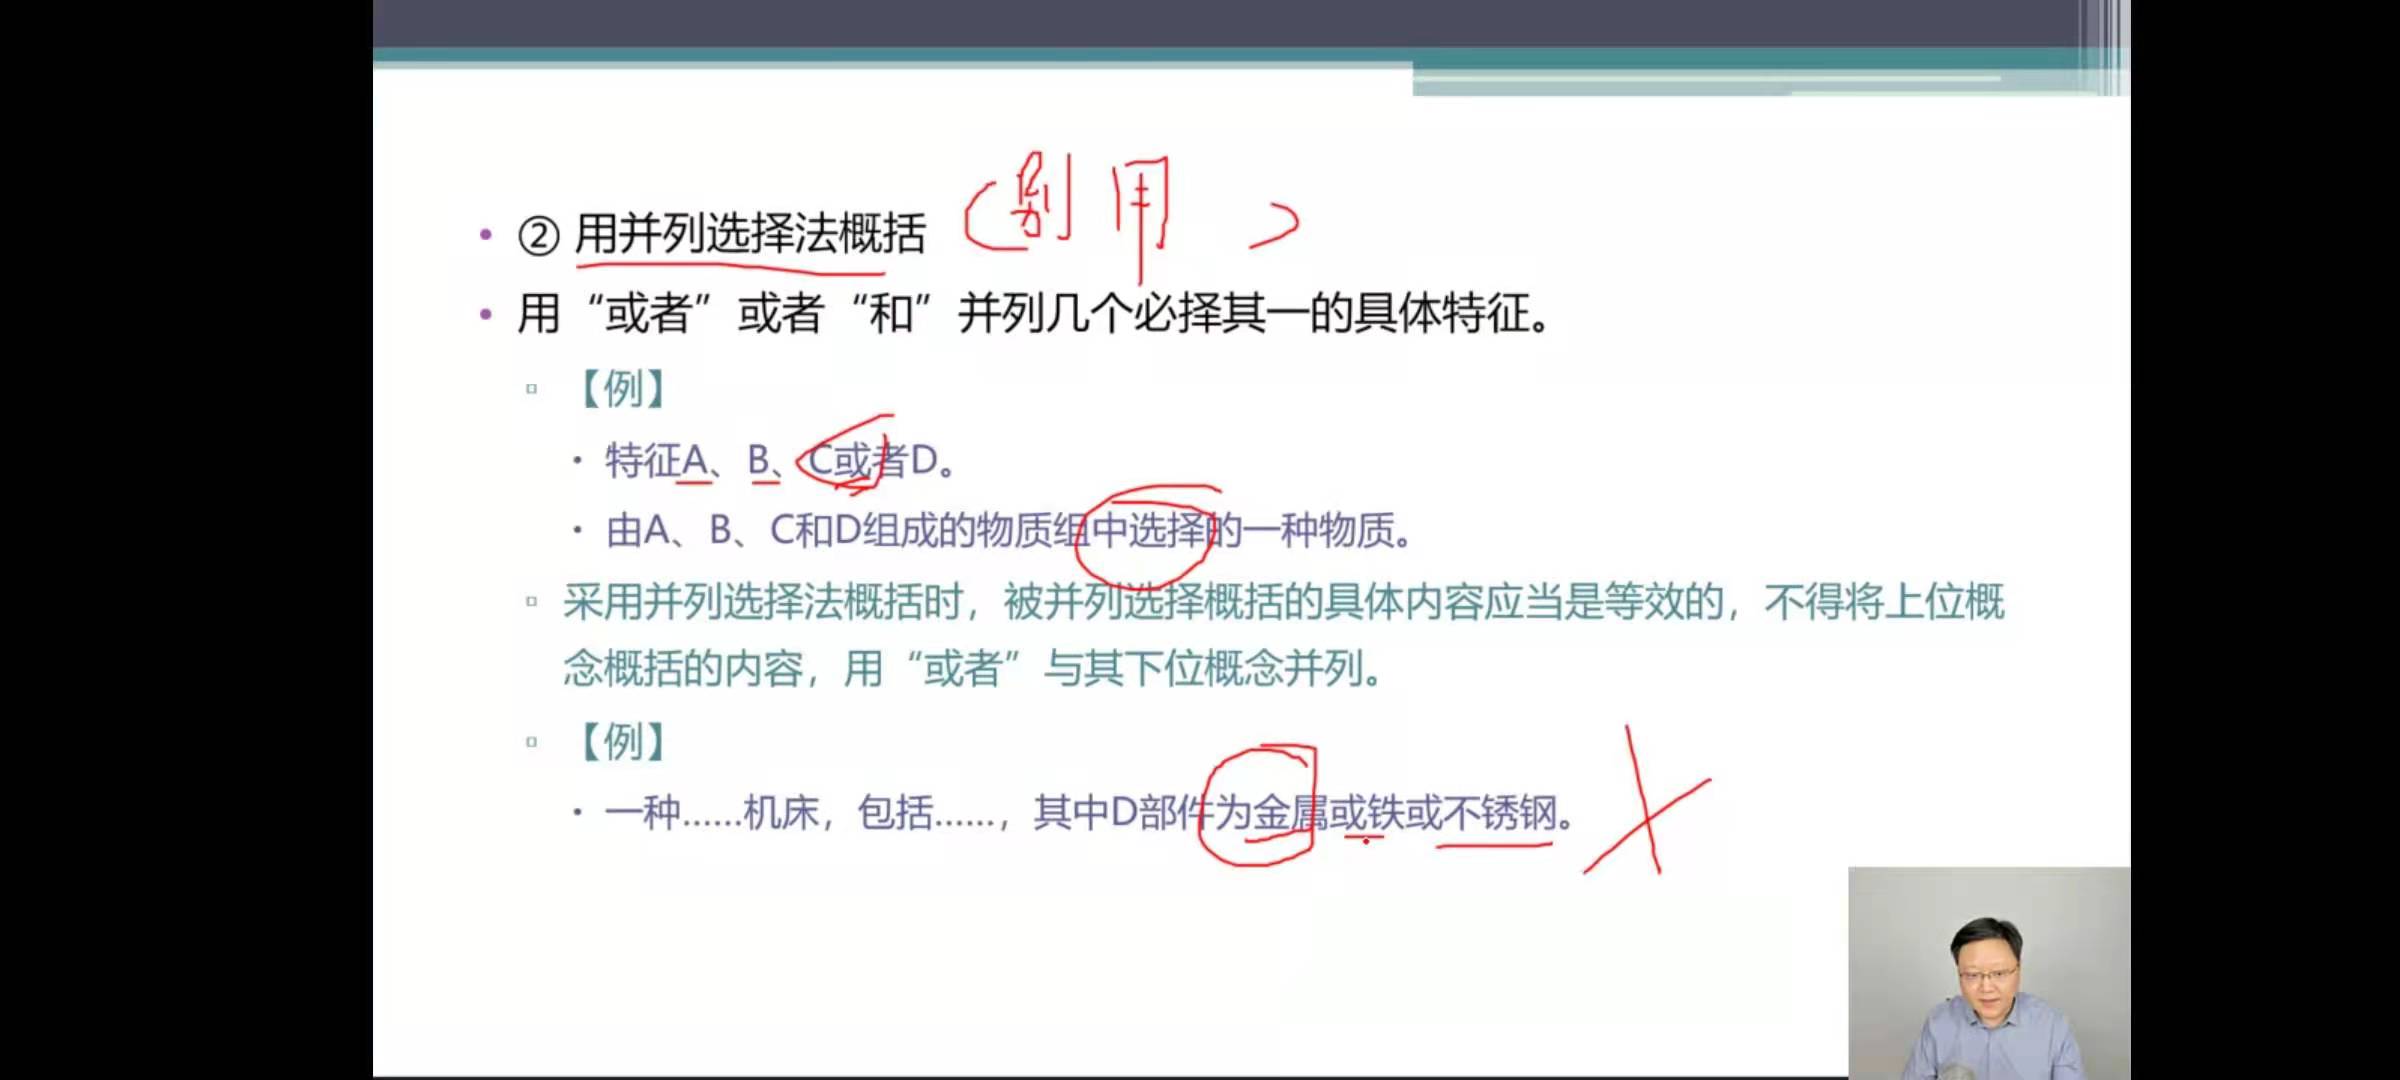 ② 用并列选择法概括 (别用)
用“或者”或者“和”并列几个必择其一的具体特征。
【例】
特征A、B、C或者D。
由A、B、C和D组成的物质组中选择的一种物质。
采用并列选择法概括时，被并列选择概括的具体内容应当是等效的，不得将上位概
念概括的内容，用“或者”与其下位概念并列。
【例】
一种……机床，包括……，其中D部件为金属或铁或不锈钢。